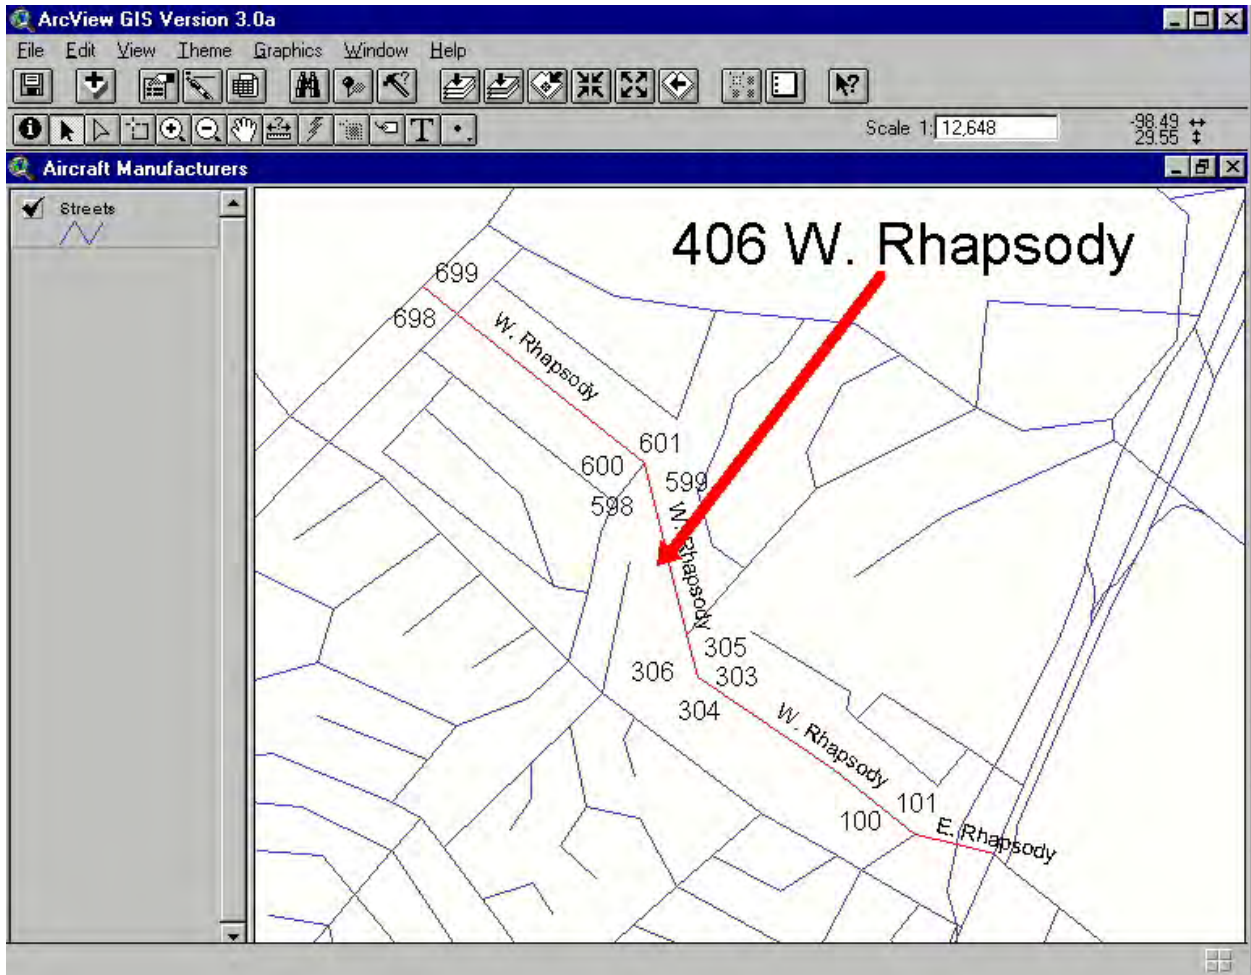 ArcView GIS Version 3.0a
File Edit View Theme Graphics Window Help
Scale 1: 12,648
-98.49
29.55
Aircraft Manufacturers
Streets
406 W. Rhapsody
699
698
W. Rhapsody
601
600
599
598
W. Rhapsody
305
306
303
304
W. Rhapsody
101
100
E. Rhapsody